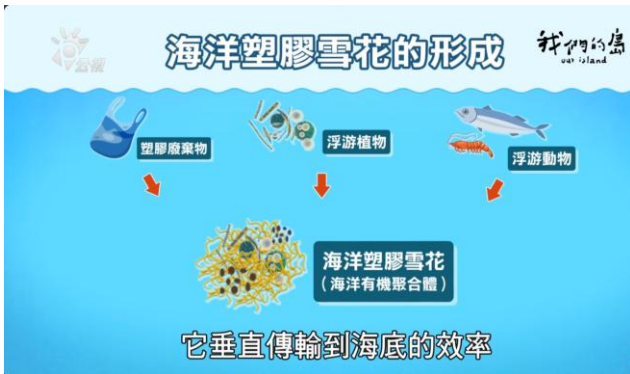 公視
海洋塑膠雪花的形成
我們的島
our island
塑膠廢棄物
浮游植物
浮游動物
海洋塑膠雪花
（海洋有機聚合體）
它垂直傳輸到海底的效率